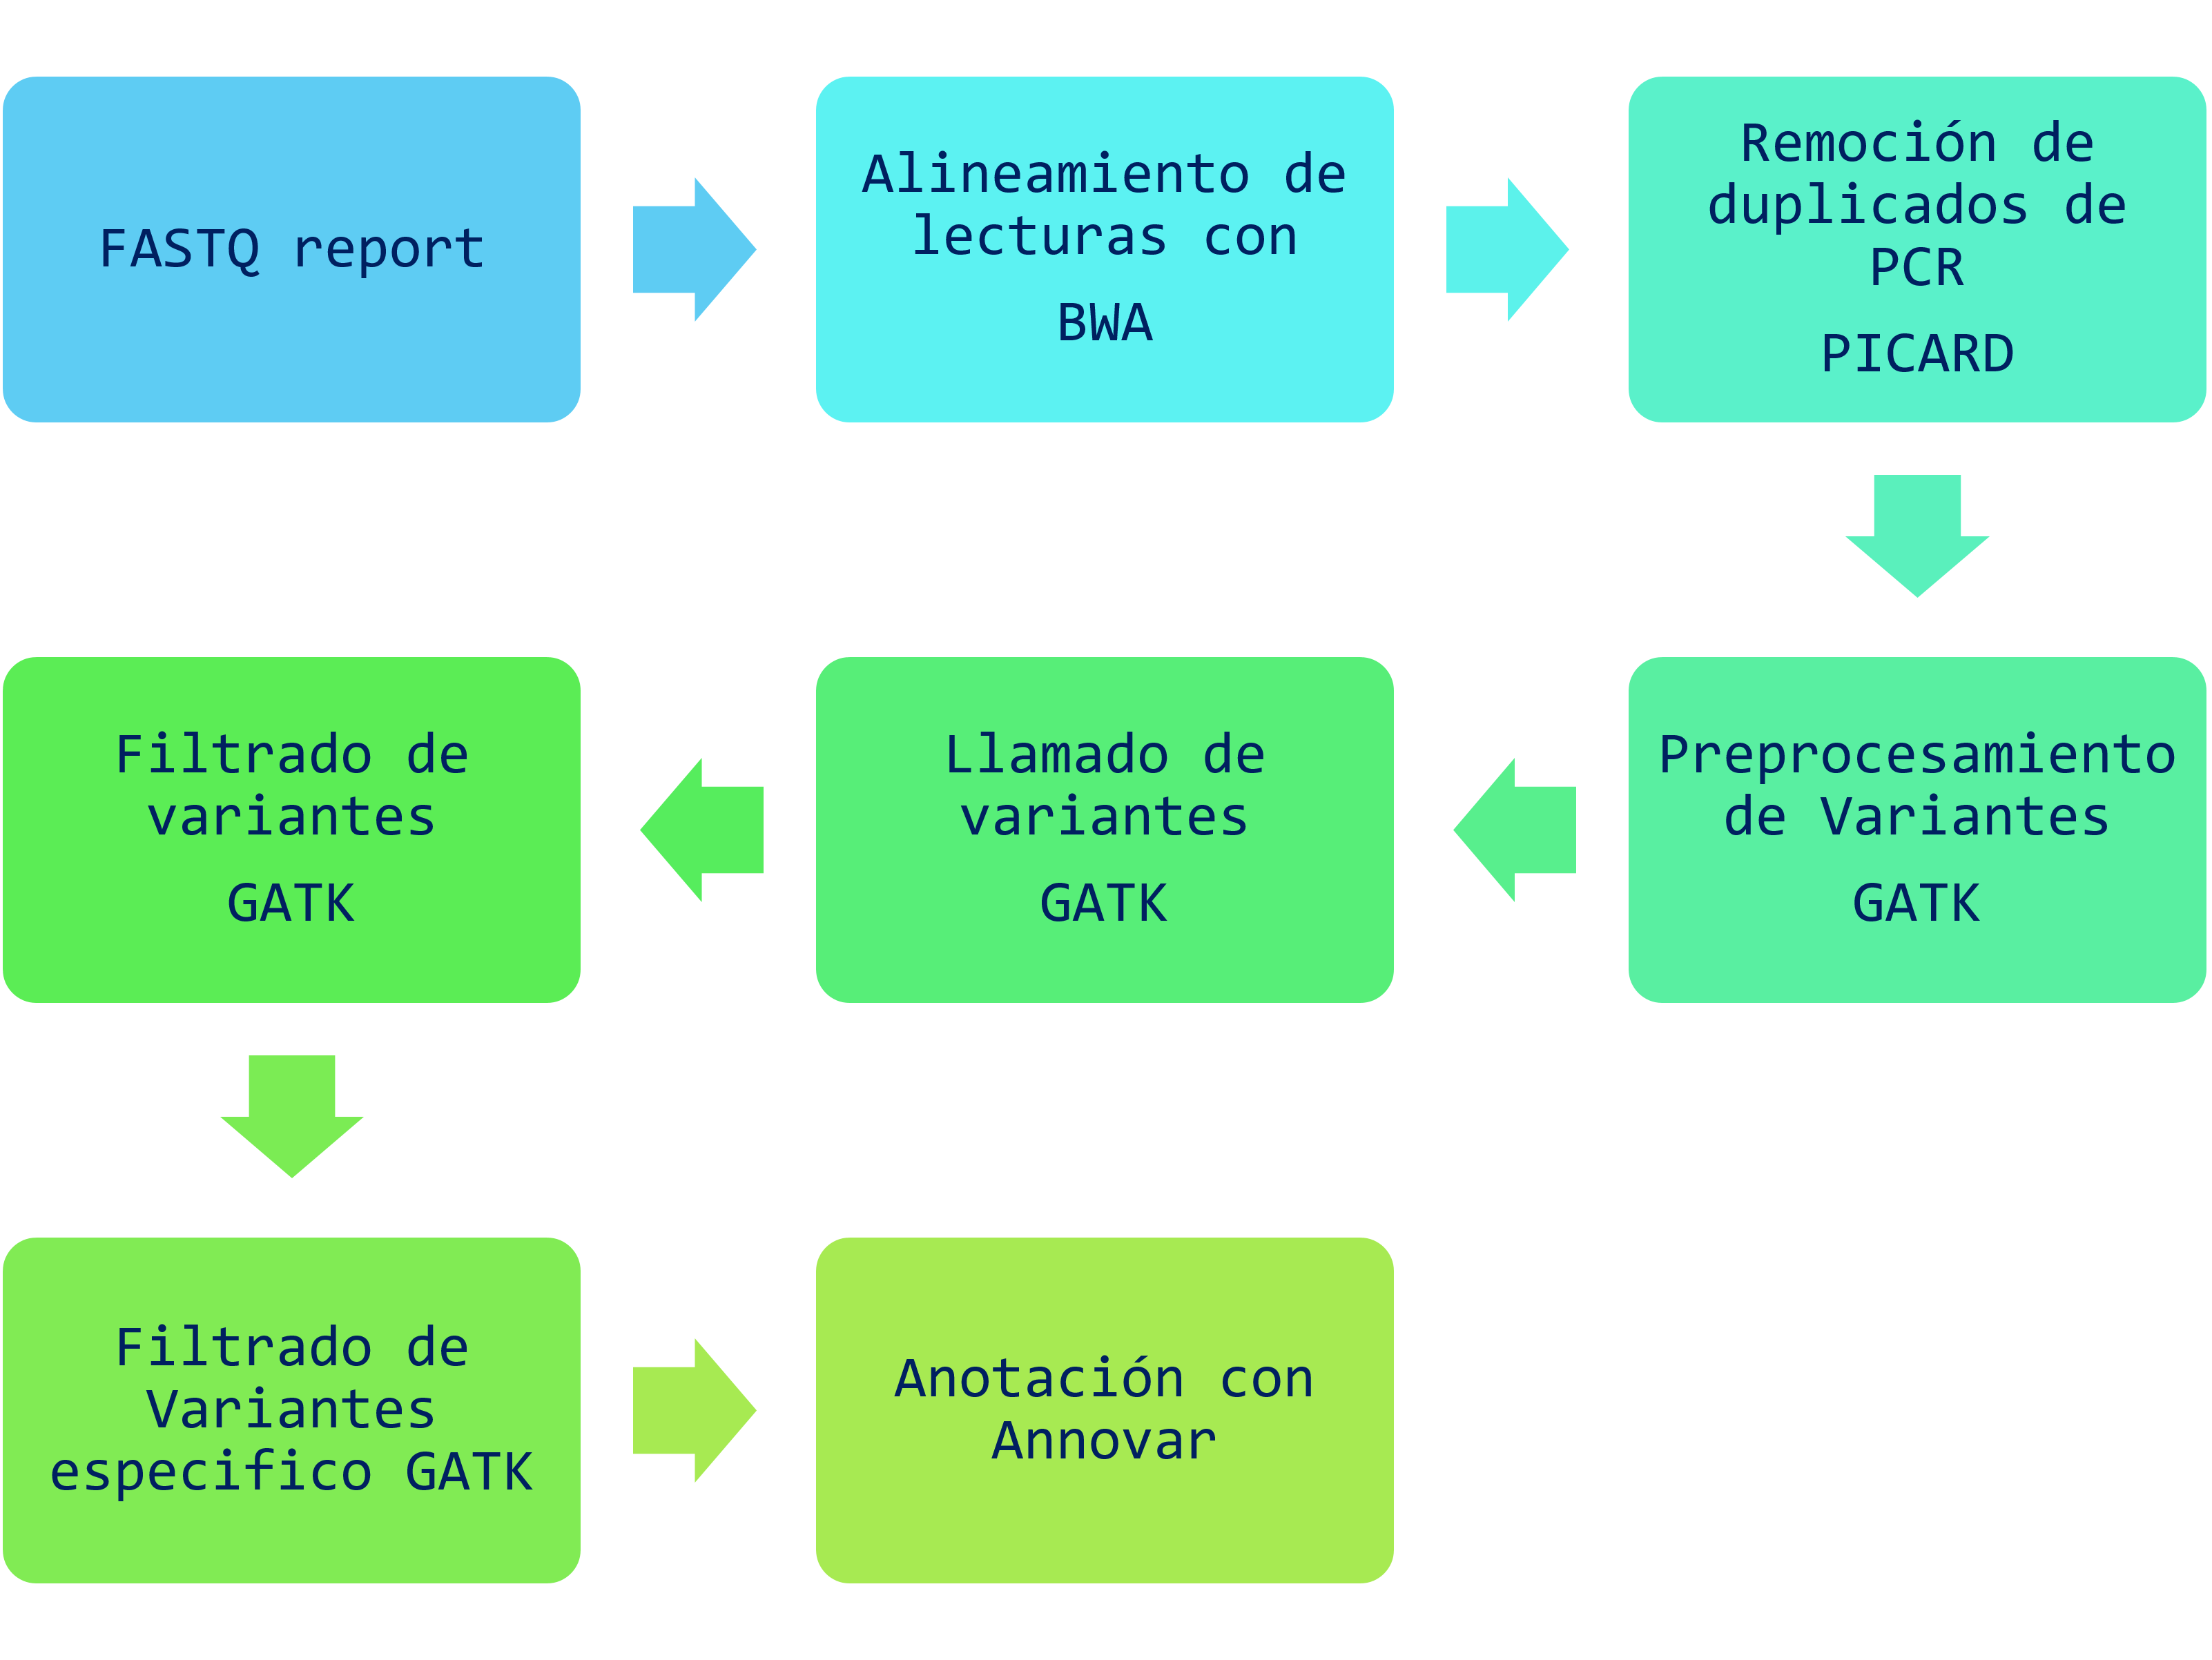 FASTQ report
Alineamiento de
lecturas con
BWA
Remoción de
duplicados de
PCR
PICARD
Preprocesamiento
de Variantes
GATK
Llamado de
variantes
GATK
Filtrado de
variantes
GATK
Filtrado de
Variantes
especifico GATK
Anotación con
Annovar